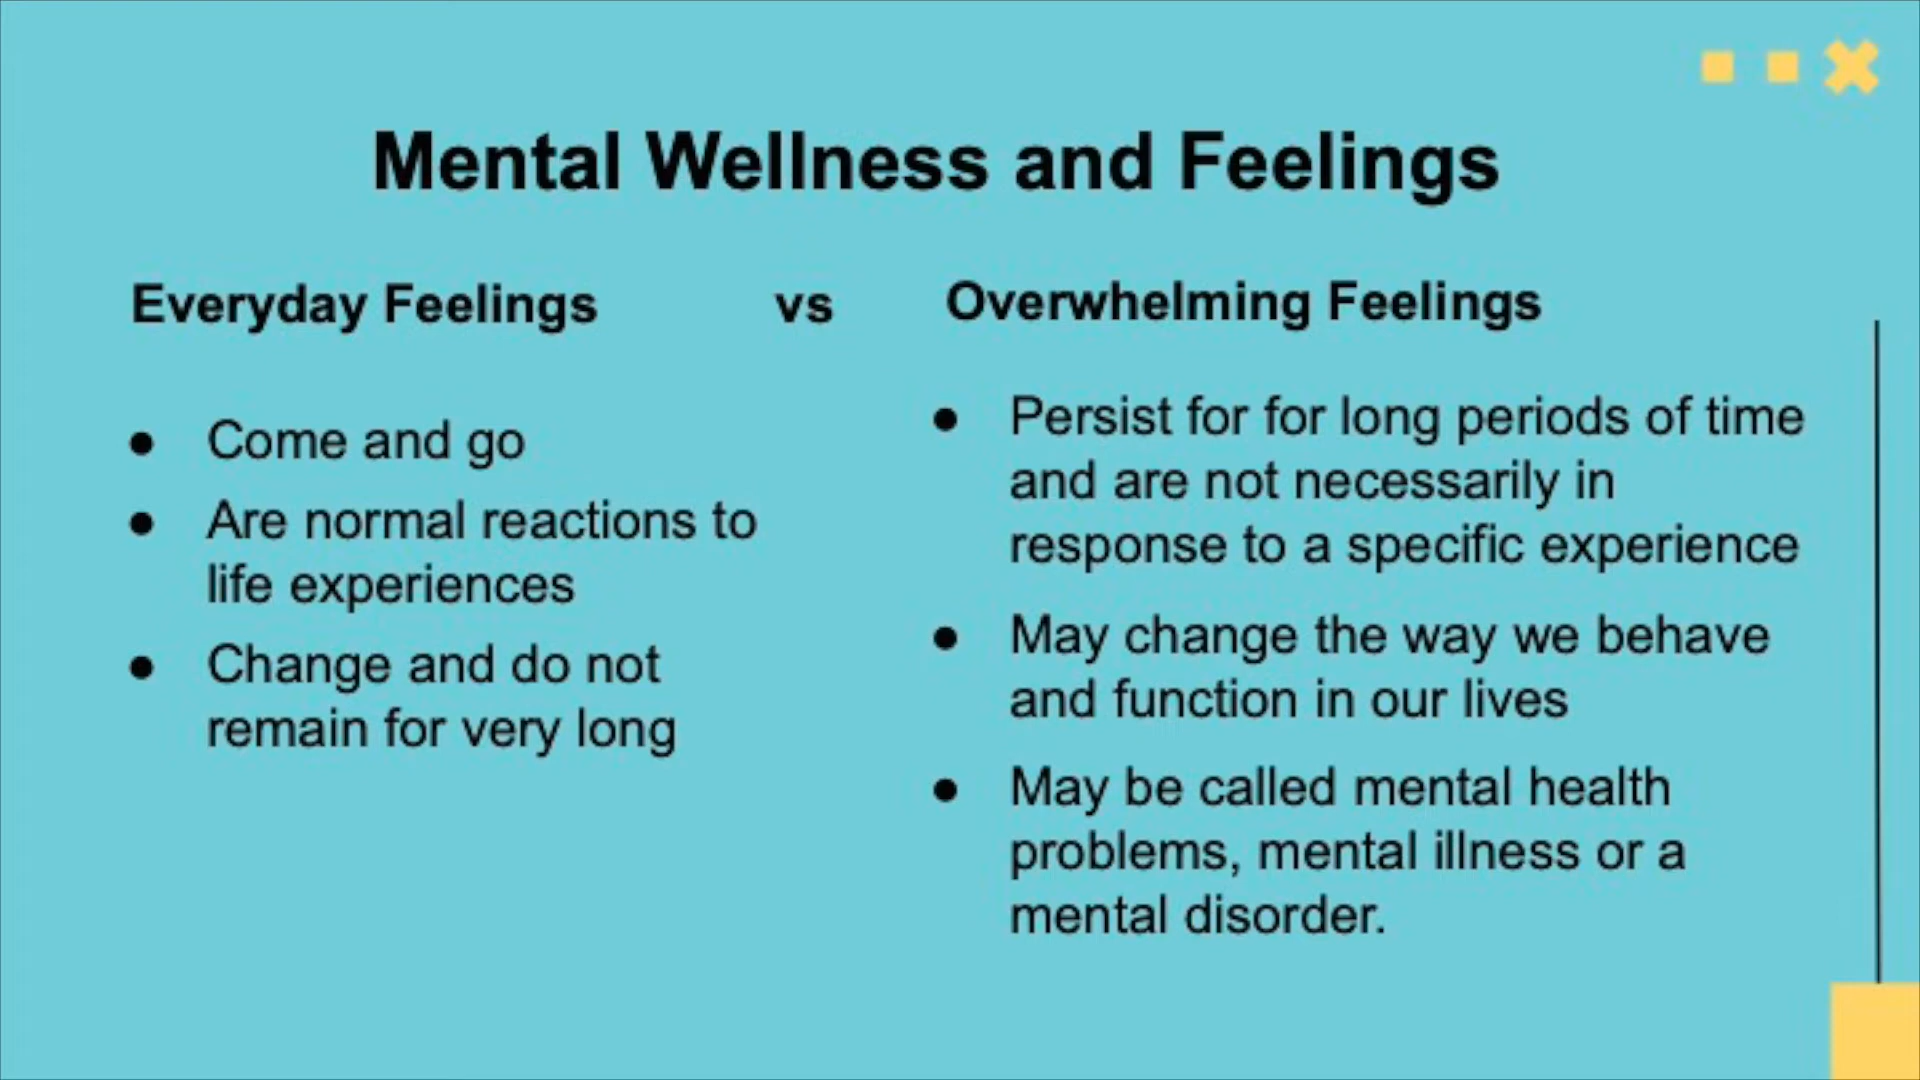 Mental Wellness and Feelings
Everyday Feelings vs Overwhelming Feelings
● Come and go
● Are normal reactions to
life experiences
● Change and do not
remain for very long
● Persist for for long periods of time
and are not necessarily in
response to a specific experience
● May change the way we behave
and function in our lives
● May be called mental health
problems, mental illness or a
mental disorder.